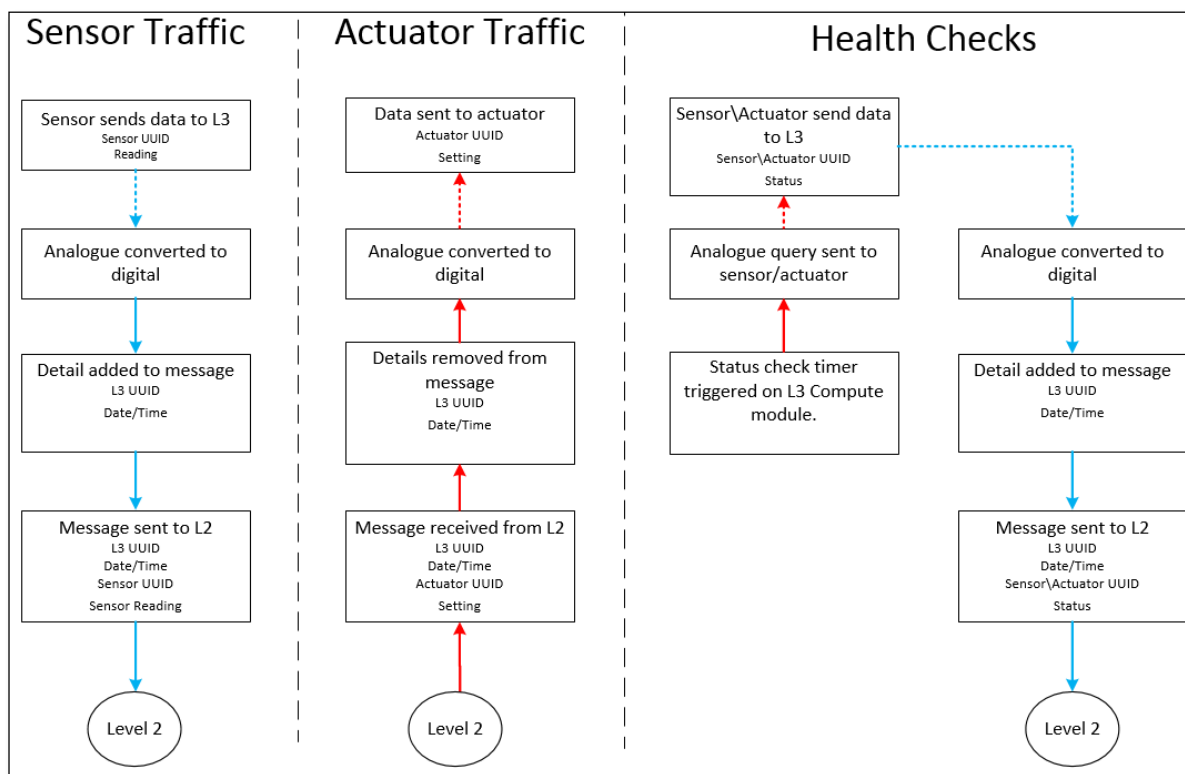 Sensor Traffic
Sensor sends data to L3
Sensor UUID
Reading
Analogue converted to
digital
Detail added to message
L3 UUID
Date/Time
Message sent to L2
L3 UUID
Date/Time
Sensor UUID
Sensor Reading
Level 2
Actuator Traffic
Data sent to actuator
Actuator UUID
Setting
Analogue converted to
digital
Details removed from
message
L3 UUID
Date/Time
Message received from L2
L3 UUID
Date/Time
Actuator UUID
Setting
Level 2
Health Checks
Sensor\Actuator send data
to L3
Sensor\Actuator UUID
Status
Analogue query sent to
sensor/actuator
Status check timer
triggered on L3 Compute
module.
Analogue converted to
digital
Detail added to message
L3 UUID
Date/Time
Message sent to L2
L3 UUID
Date/Time
Sensor\Actuator UUID
Status
Level 2